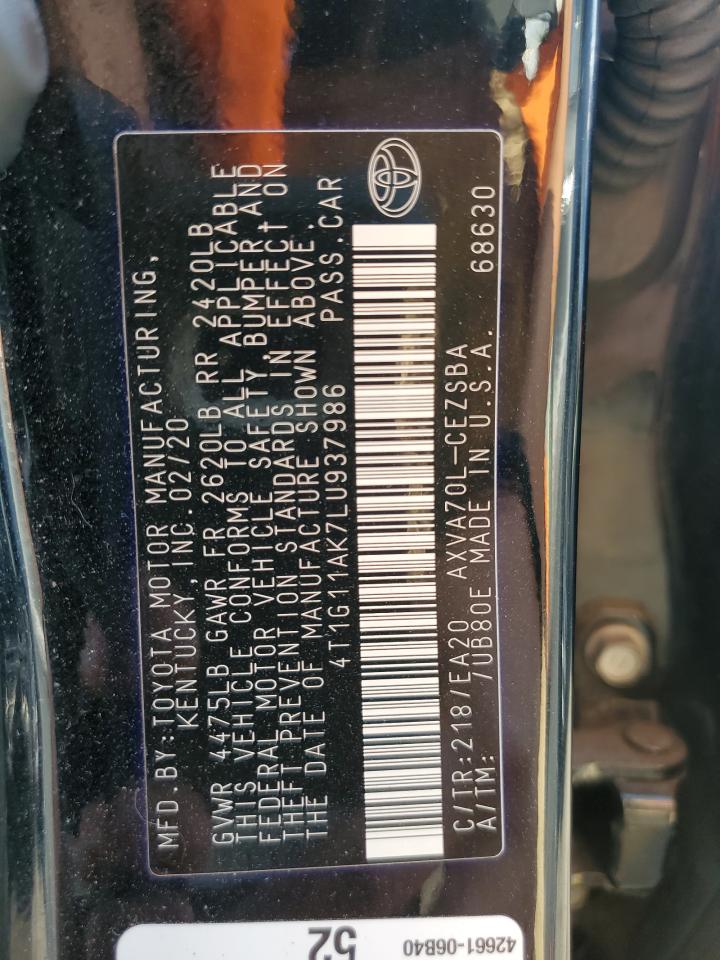 MFD.BY:TOYOTA MOTOR MANUFACTURING,
KENTUCKY,INC.02/20
GVWR 4475LB GAWR FR 2620LB RR 2420LB
THIS VEHICLE CONFORMS TO ALL APPLICABLE
FEDERAL MOTOR VEHICLE SAFETY,BUMPER,AND
THEFT PREVENTION STANDARDS IN EFFECT ON
THE DATE OF MANUFACTURE SHOWN ABOVE.
4T1G11AK7LU937986 PASS.CAR
C/TR:218/EA20 AXVA70L-CEZSBA 68630
A/TM: /UB80E MADE IN U.S.A.
52
42661-06B40